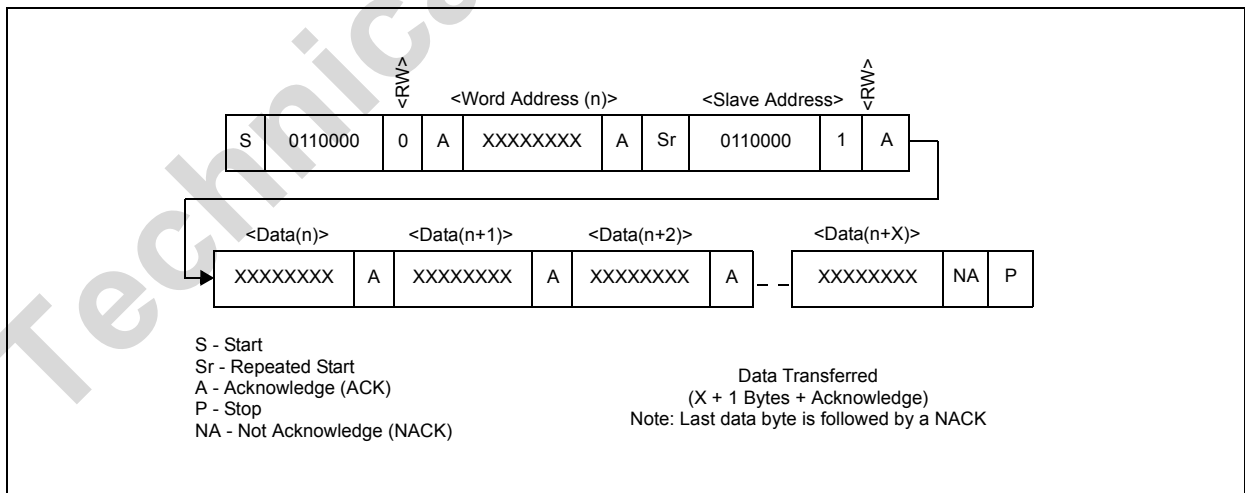 Technica
<RW>
<Word Address (n)>
<Slave Address>
<RW>
S 0110000 0 A XXXXXXXX A Sr 0110000 1 A
<Data(n)> <Data(n+1)> <Data(n+2)> <Data(n+X)>
XXXXXXXX A XXXXXXXX A XXXXXXXX A XXXXXXXX NA P
S - Start
Sr - Repeated Start
A - Acknowledge (ACK)
P - Stop
NA - Not Acknowledge (NACK)
Data Transferred
(X + 1 Bytes + Acknowledge)
Note: Last data byte is followed by a NACK